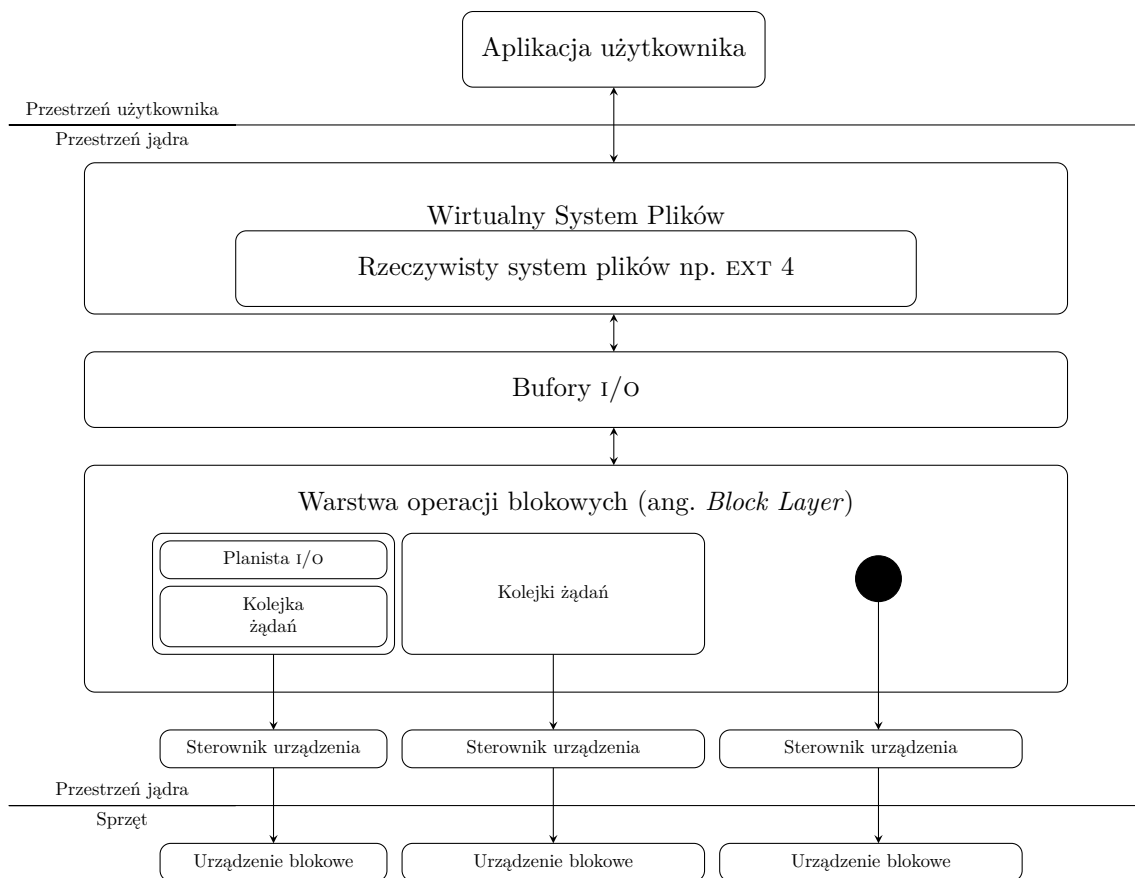 Aplikacja użytkownika
Przestrzeń użytkownika
Przestrzeń jądra
Wirtualny System Plików
Rzeczywisty system plików np. EXT 4
Bufory I/O
Warstwa operacji blokowych (ang. Block Layer)
Planista I/O
Kolejka
żądań
Kolejki żądań
Sterownik urządzenia
Sterownik urządzenia
Sterownik urządzenia
Przestrzeń jądra
Sprzęt
Urządzenie blokowe
Urządzenie blokowe
Urządzenie blokowe